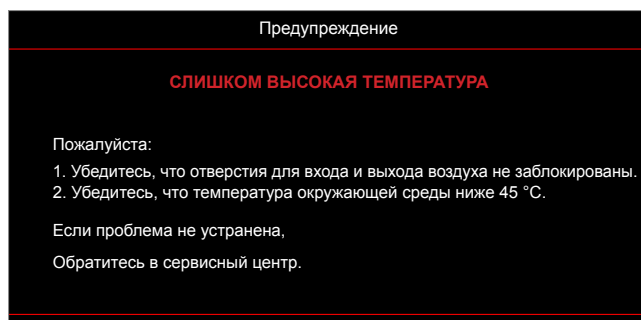 Предупреждение
СЛИШКОМ ВЫСОКАЯ ТЕМПЕРАТУРА
Пожалуйста:
1. Убедитесь, что отверстия для входа и выхода воздуха не заблокированы.
2. Убедитесь, что температура окружающей среды ниже 45 °C.
Если проблема не устранена,
Обратитесь в сервисный центр.